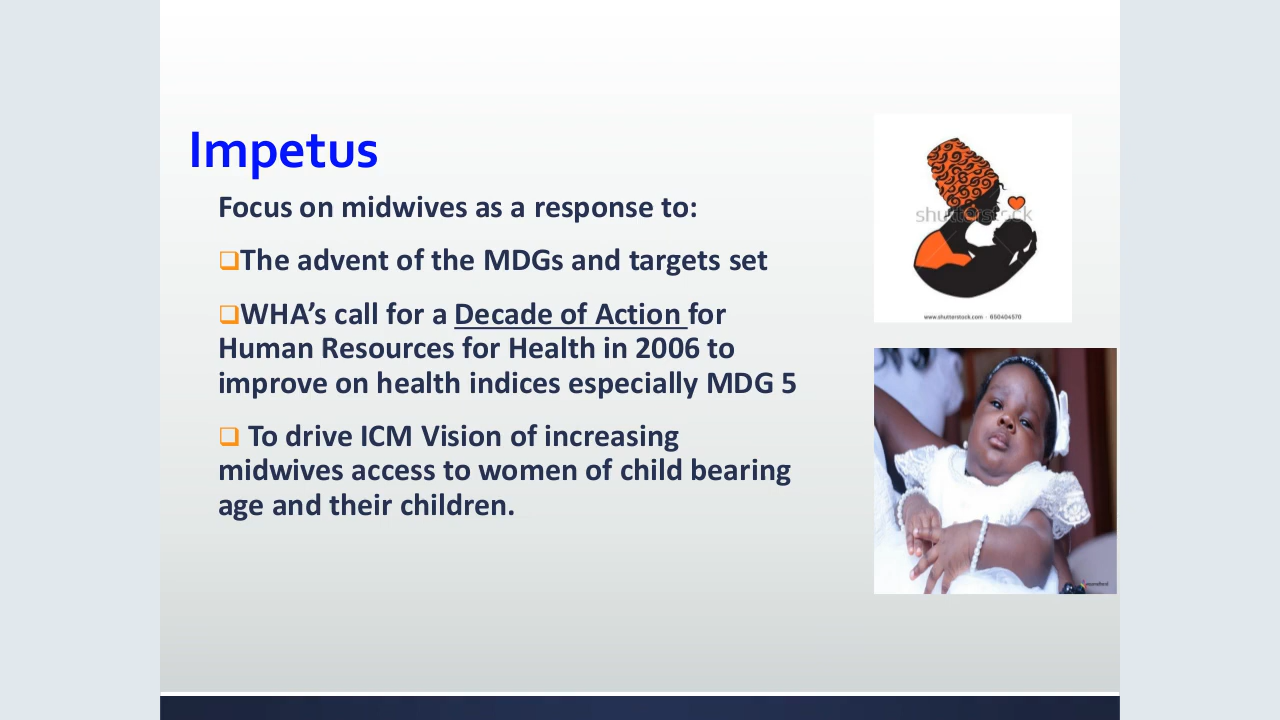 Impetus
Focus on midwives as a response to:
❑The advent of the MDGs and targets set
❑WHA’s call for a Decade of Action for
Human Resources for Health in 2006 to
improve on health indices especially MDG 5
❑ To drive ICM Vision of increasing
midwives access to women of child bearing
age and their children.
shutterstock
www.shutterstock.com · 650404570